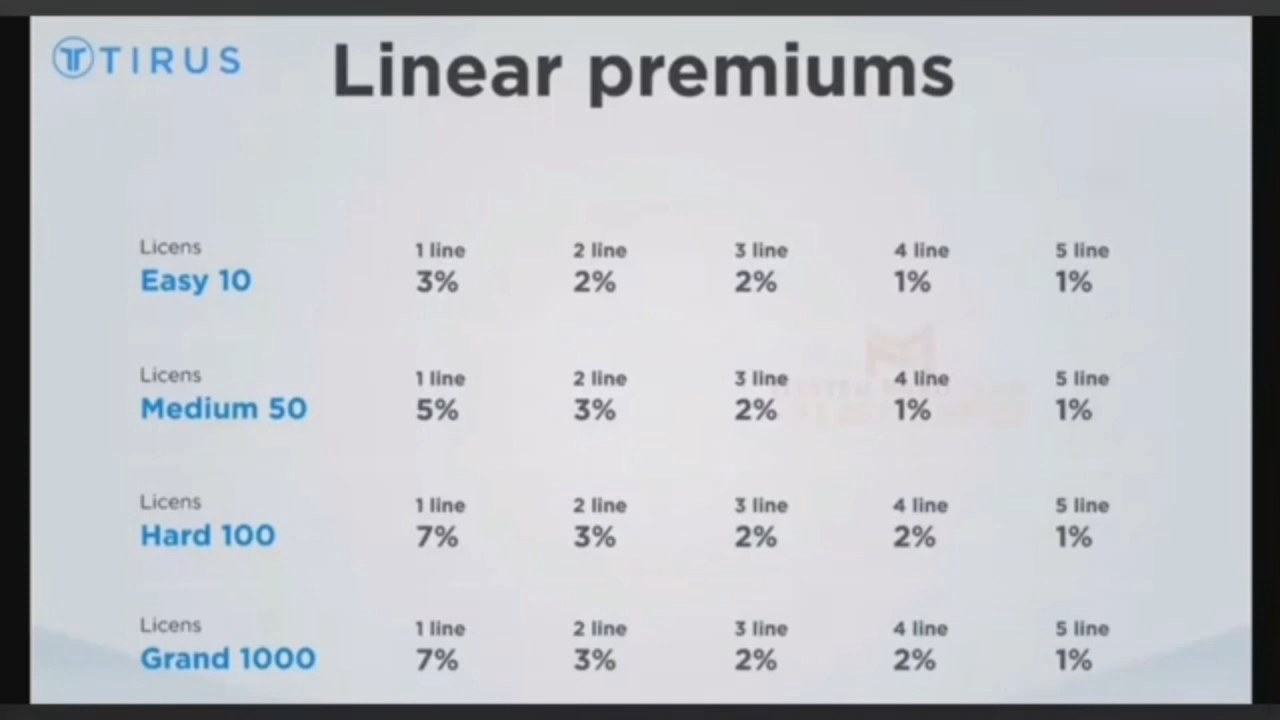 TIRUS
Linear premiums
Licens 1 line 2 line 3 line 4 line 5 line
Easy 10 3% 2% 2% 1% 1%
Licens 1 line 2 line 3 line 4 line 5 line
Medium 50 5% 3% 2% 1% 1%
Licens 1 line 2 line 3 line 4 line 5 line
Hard 100 7% 3% 2% 2% 1%
Licens 1 line 2 line 3 line 4 line 5 line
Grand 1000 7% 3% 2% 2% 1%